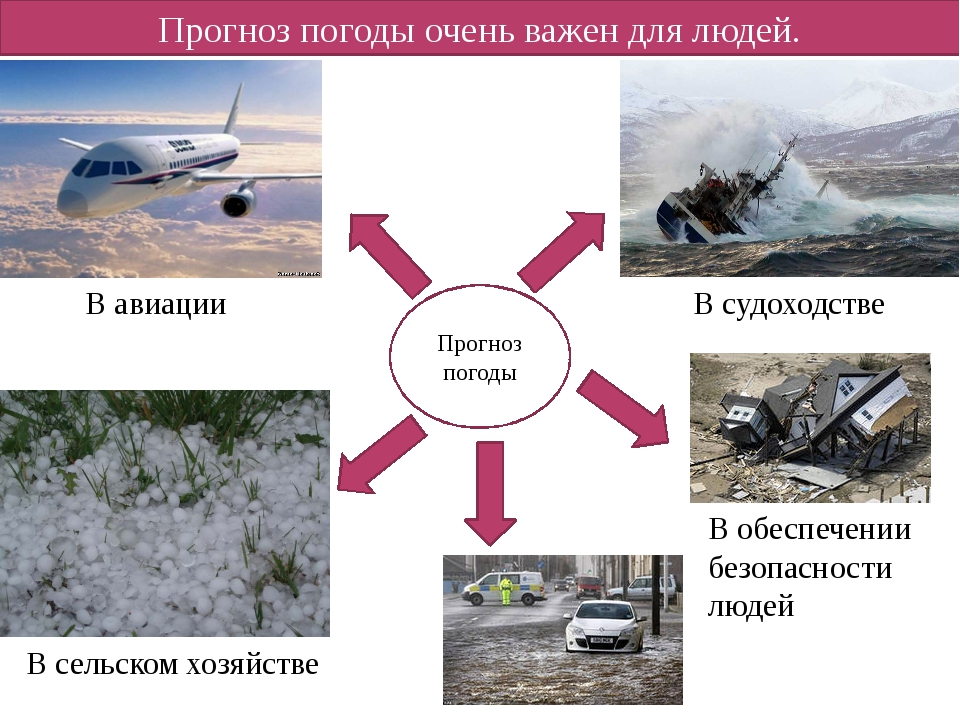 Прогноз погоды очень важен для людей.
В авиации
В судоходстве
Прогноз
погоды
В обеспечении
безопасности
людей
В сельском хозяйстве